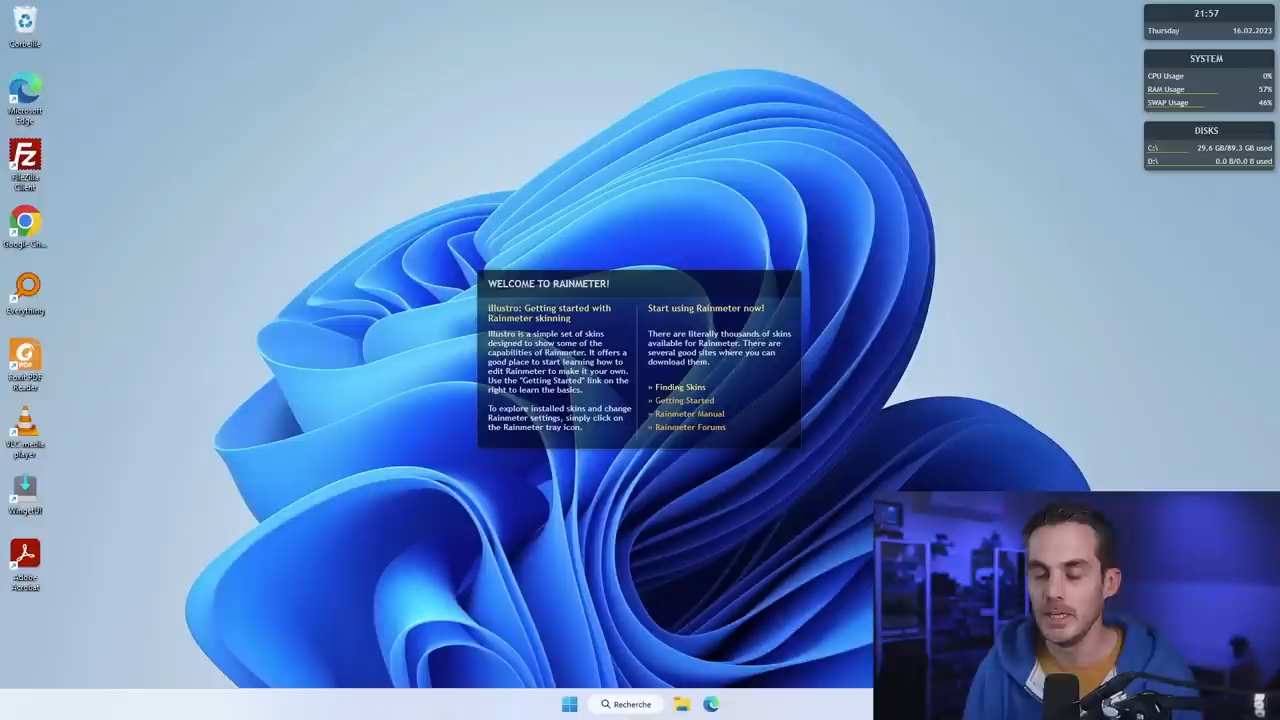 Corbeille
Microsoft
Edge
FileZilla
Client
Google Ch...
Everything
Foxit PDF
Reader
VLC media
player
WingetUI
Adobe
Acrobat
WELCOME TO RAINMETER!
illustro: Getting started with
Rainmeter skinning
Illustro is a simple set of skins
designed to show some of the
capabilities of Rainmeter. It offers a
good place to start learning how to
edit Rainmeter to make it your own.
Use the "Getting Started" link on the
right to learn the basics.
To explore installed skins and change
Rainmeter settings, simply click on
the Rainmeter tray icon.
Start using Rainmeter now!
There are literally thousands of skins
available for Rainmeter. There are
several good sites where you can
download them.
» Finding Skins
» Getting Started
» Rainmeter Manual
» Rainmeter Forums
21:57
Thursday 16.02.2023
SYSTEM
CPU Usage 0%
RAM Usage 57%
SWAP Usage 46%
DISKS
C:\ 29.6 GB/89.3 GB used
D:\ 0.0 B/0.0 B used
Recherche